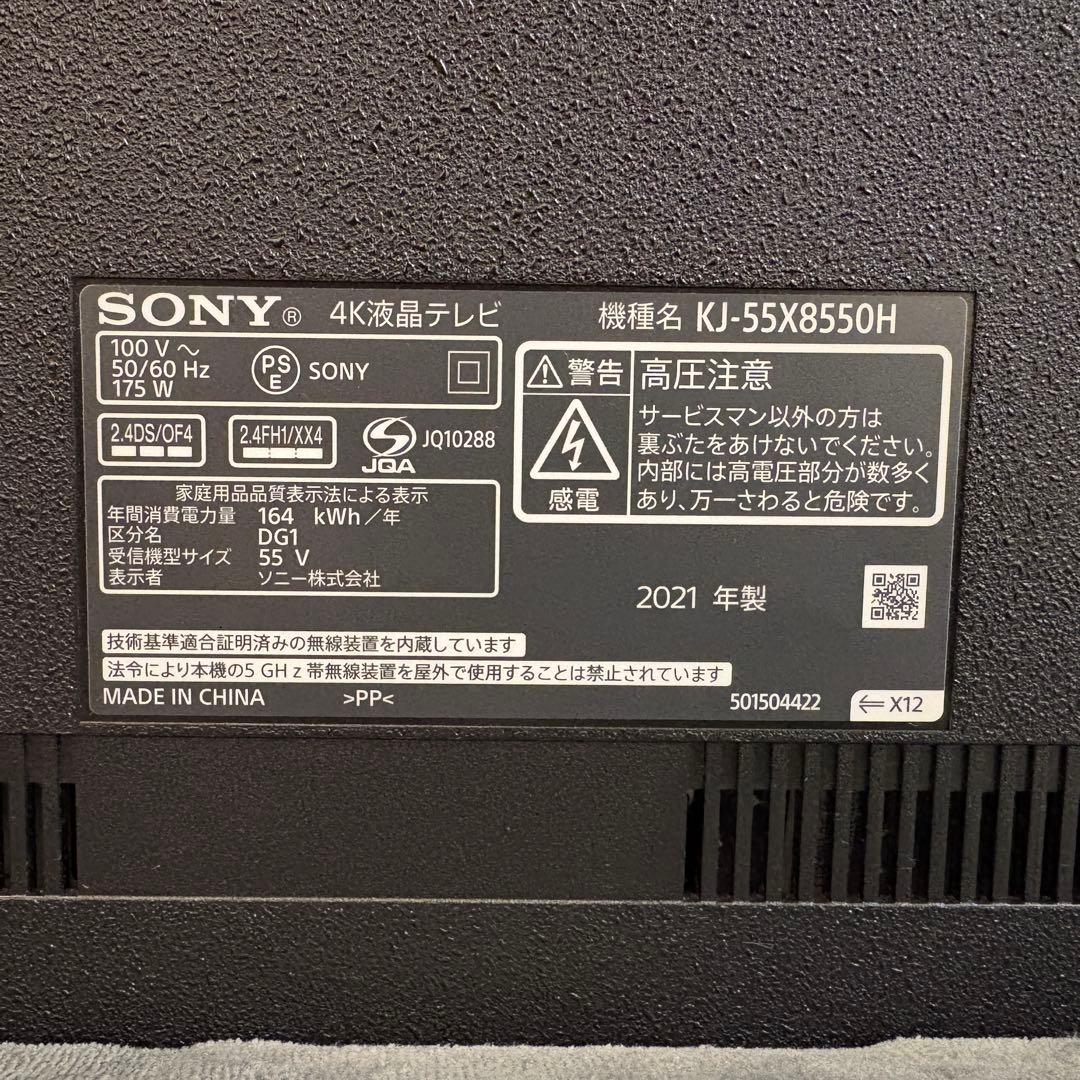 SONY® 4K液晶テレビ 機種名 KJ-55X8550H
100 V ～
50/60 Hz
175 W
PSE SONY
2.4DS/OF4 2.4FH1/XX4 JQA JQ10288
家庭用品品質表示法による表示
年間消費電力量 164 kWh／年
区分名 DG1
受信機型サイズ 55 V
表示者 ソニー株式会社
警告 高圧注意
感電
サービスマン以外の方は
裏ぶたをあけないでください。
内部には高電圧部分が数多く
あり、万一さわると危険です。
2021 年製
技術基準適合証明済みの無線装置を内蔵しています
法令により本機の5 GHz帯無線装置を屋外で使用することは禁止されています
MADE IN CHINA >PP< 501504422 X12